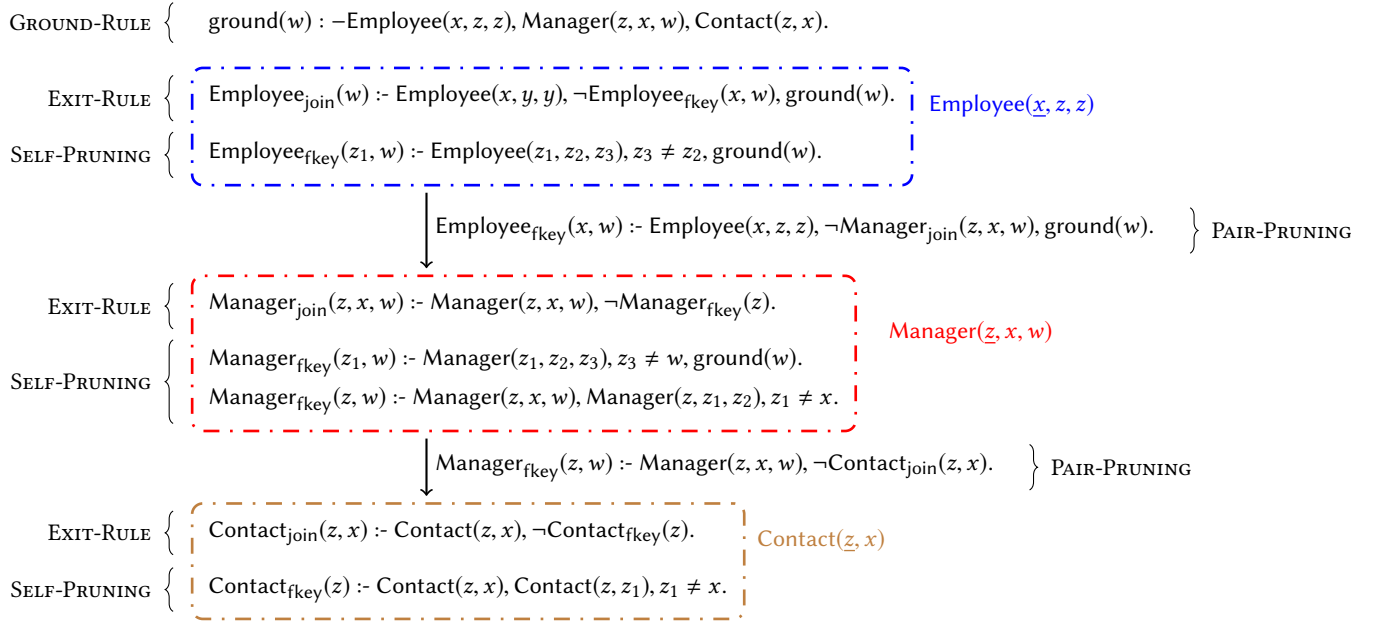 GROUND-RULE { ground(w) : −Employee(x, z, z), Manager(z, x, w), Contact(z, x).
EXIT-RULE { Employee_join(w) :- Employee(x, y, y), ¬Employee_fkey(x, w), ground(w).
Employee(x, z, z)
SELF-PRUNING { Employee_fkey(z₁, w) :- Employee(z₁, z₂, z₃), z₃ ≠ z₂, ground(w).
Employee_fkey(x, w) :- Employee(x, z, z), ¬Manager_join(z, x, w), ground(w). } PAIR-PRUNING
EXIT-RULE { Manager_join(z, x, w) :- Manager(z, x, w), ¬Manager_fkey(z).
Manager(z, x, w)
SELF-PRUNING { Manager_fkey(z₁, w) :- Manager(z₁, z₂, z₃), z₃ ≠ w, ground(w).
Manager_fkey(z, w) :- Manager(z, x, w), Manager(z, z₁, z₂), z₁ ≠ x.
Manager_fkey(z, w) :- Manager(z, x, w), ¬Contact_join(z, x). } PAIR-PRUNING
EXIT-RULE { Contact_join(z, x) :- Contact(z, x), ¬Contact_fkey(z).
Contact(z, x)
SELF-PRUNING { Contact_fkey(z) :- Contact(z, x), Contact(z, z₁), z₁ ≠ x.